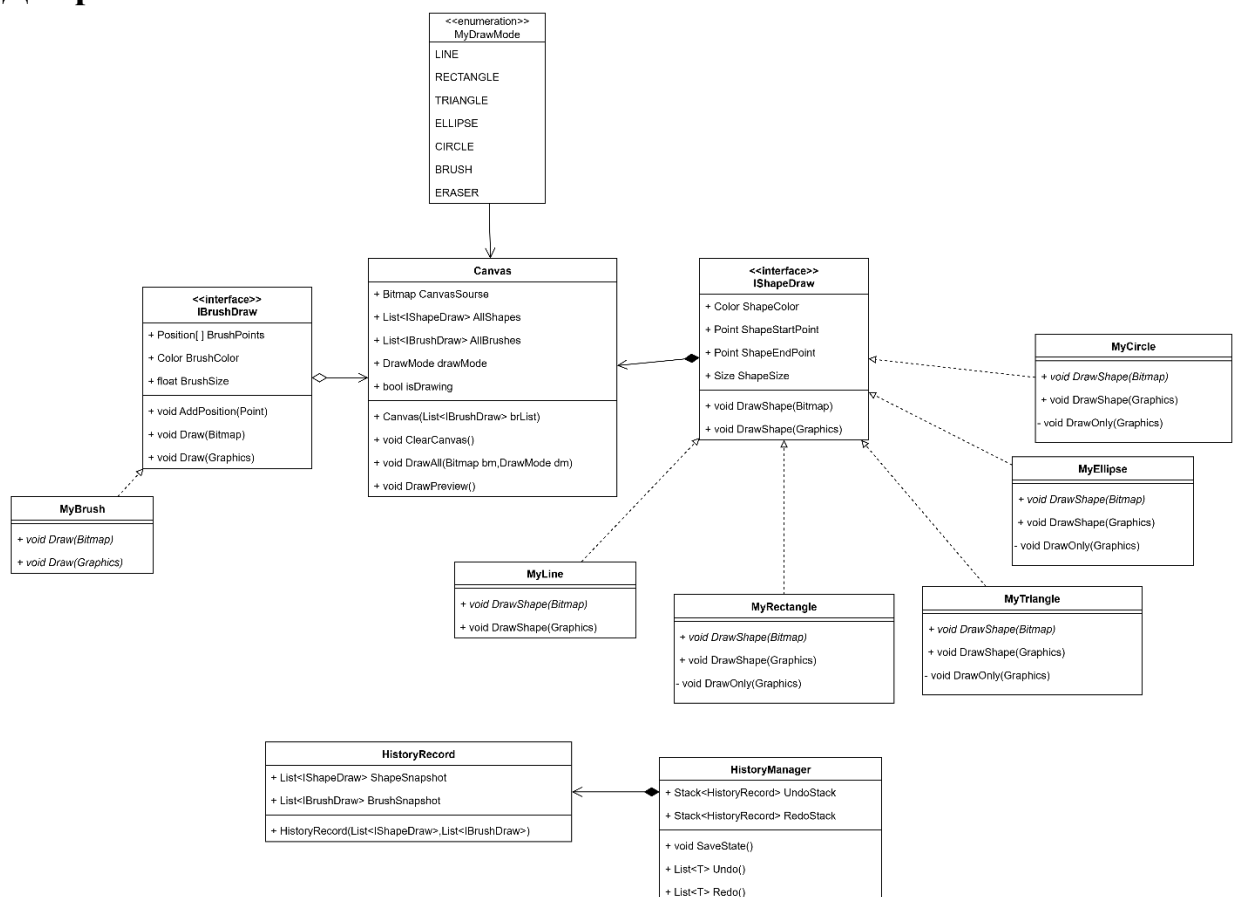 <<enumeration>>
MyDrawMode
LINE
RECTANGLE
TRIANGLE
ELLIPSE
CIRCLE
BRUSH
ERASER
Canvas
+ Bitmap CanvasSourse
+ List<IShapeDraw> AllShapes
+ List<IBrushDraw> AllBrushes
+ DrawMode drawMode
+ bool isDrawing
+ Canvas(List<IBrushDraw> brList)
+ void ClearCanvas()
+ void DrawAll(Bitmap bm,DrawMode dm)
+ void DrawPreview()
<<interface>>
IShapeDraw
+ Color ShapeColor
+ Point ShapeStartPoint
+ Point ShapeEndPoint
+ Size ShapeSize
+ void DrawShape(Bitmap)
+ void DrawShape(Graphics)
<<interface>>
IBrushDraw
+ Position[ ] BrushPoints
+ Color BrushColor
+ float BrushSize
+ void AddPosition(Point)
+ void Draw(Bitmap)
+ void Draw(Graphics)
MyCircle
+ void DrawShape(Bitmap)
+ void DrawShape(Graphics)
- void DrawOnly(Graphics)
MyEllipse
+ void DrawShape(Bitmap)
+ void DrawShape(Graphics)
- void DrawOnly(Graphics)
MyBrush
+ void Draw(Bitmap)
+ void Draw(Graphics)
MyLine
+ void DrawShape(Bitmap)
+ void DrawShape(Graphics)
MyRectangle
+ void DrawShape(Bitmap)
+ void DrawShape(Graphics)
- void DrawOnly(Graphics)
MyTrIangle
+ void DrawShape(Bitmap)
+ void DrawShape(Graphics)
- void DrawOnly(Graphics)
HistoryRecord
+ List<IShapeDraw> ShapeSnapshot
+ List<IBrushDraw> BrushSnapshot
+ HistoryRecord(List<IShapeDraw>,List<IBrushDraw>)
HistoryManager
+ Stack<HistoryRecord> UndoStack
+ Stack<HistoryRecord> RedoStack
+ void SaveState()
+ List<T> Undo()
+ List<T> Redo()